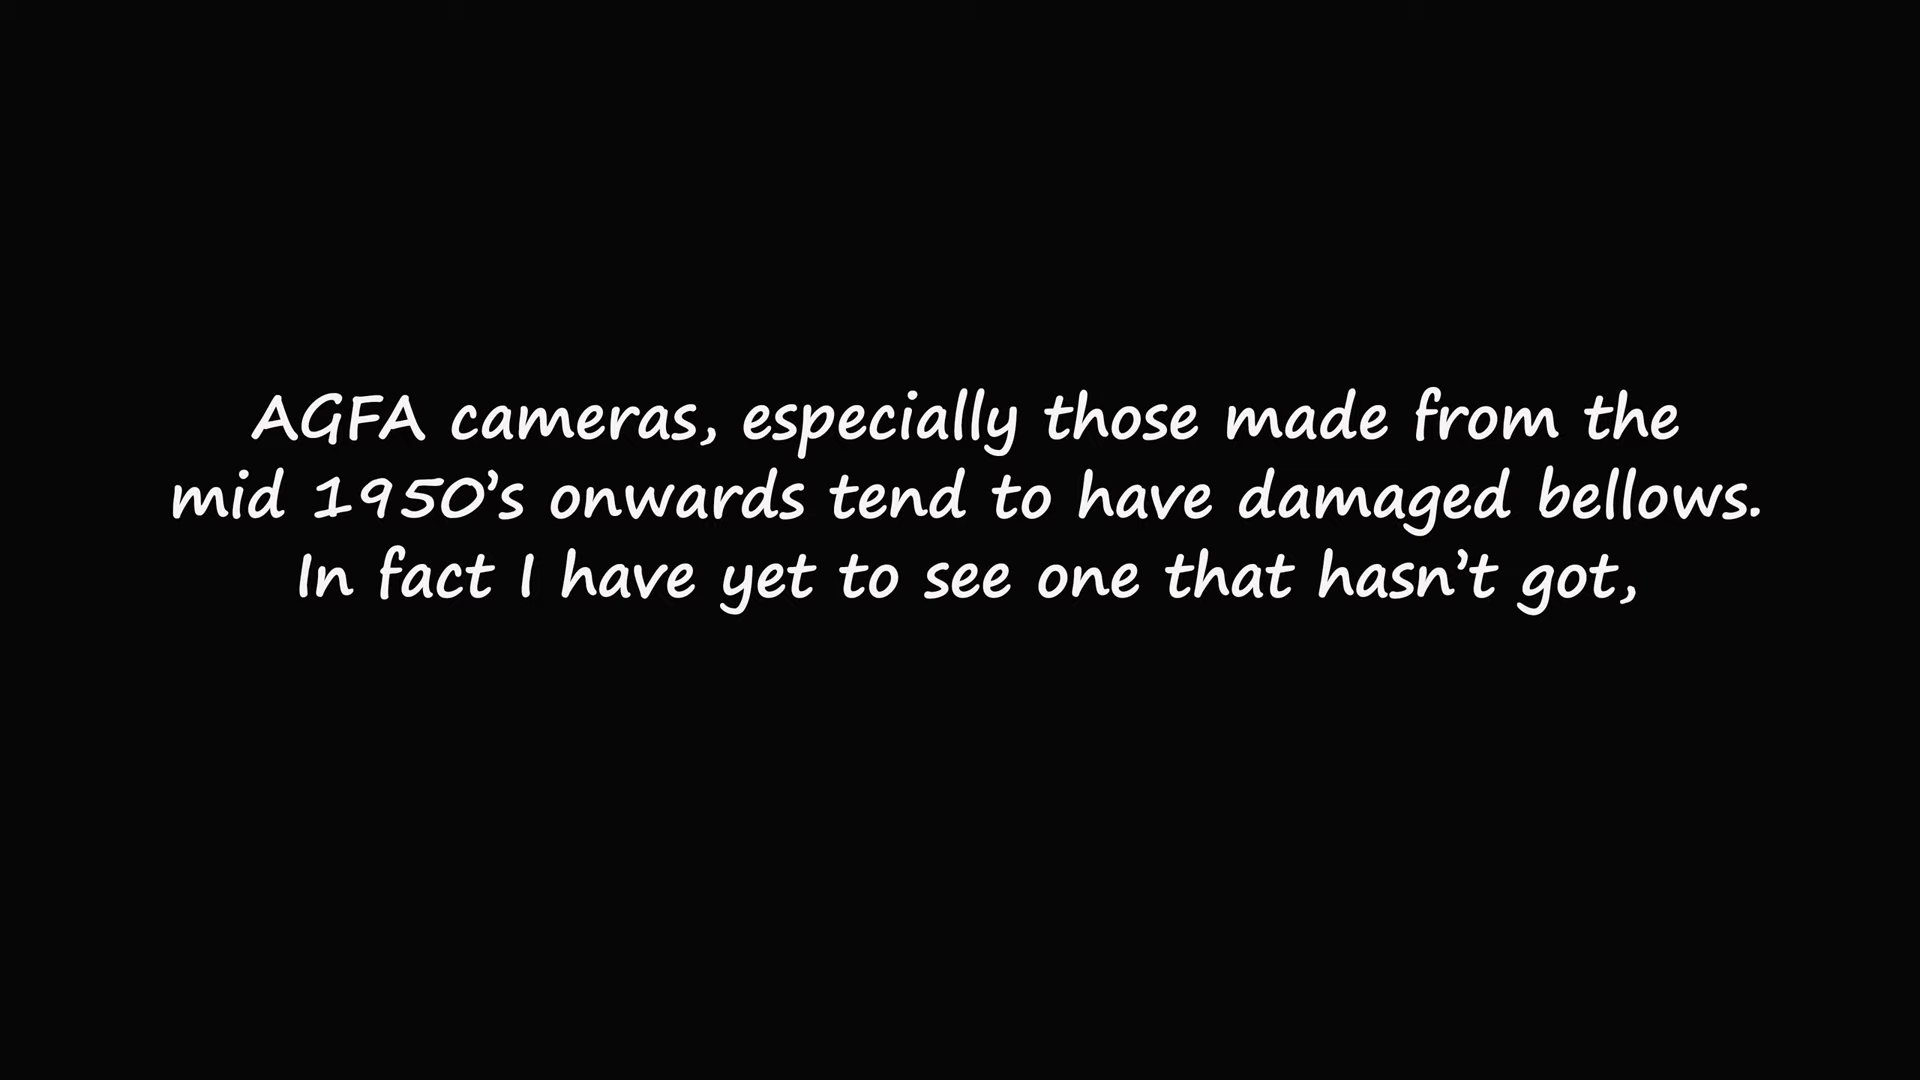 AGFA cameras, especially those made from the
mid 1950’s onwards tend to have damaged bellows.
In fact I have yet to see one that hasn’t got,